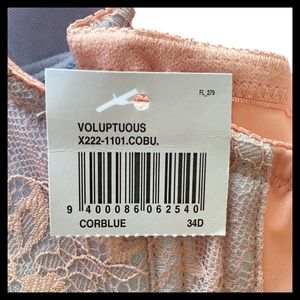 FL_279
VOLUPTUOUS
X222-1101.COBU.
9 400086 062540
CORBLUE 34D